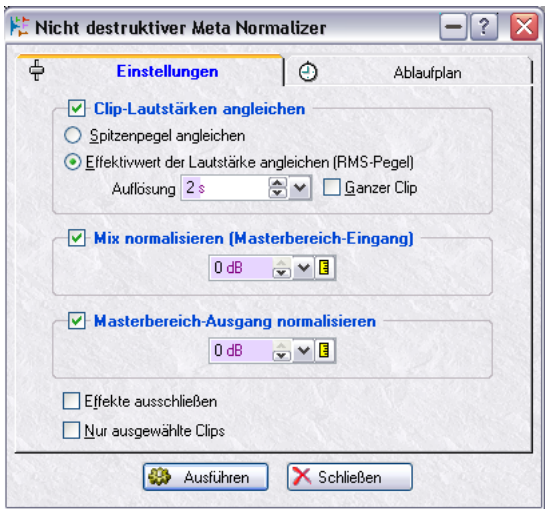 Nicht destruktiver Meta Normalizer
Einstellungen Ablaufplan
Clip-Lautstärken angleichen
Spitzenpegel angleichen
Effektivwert der Lautstärke angleichen (RMS-Pegel)
Auflösung 2 s Ganzer Clip
Mix normalisieren (Masterbereich-Eingang)
0 dB
Masterbereich-Ausgang normalisieren
0 dB
Effekte ausschließen
Nur ausgewählte Clips
Ausführen Schließen